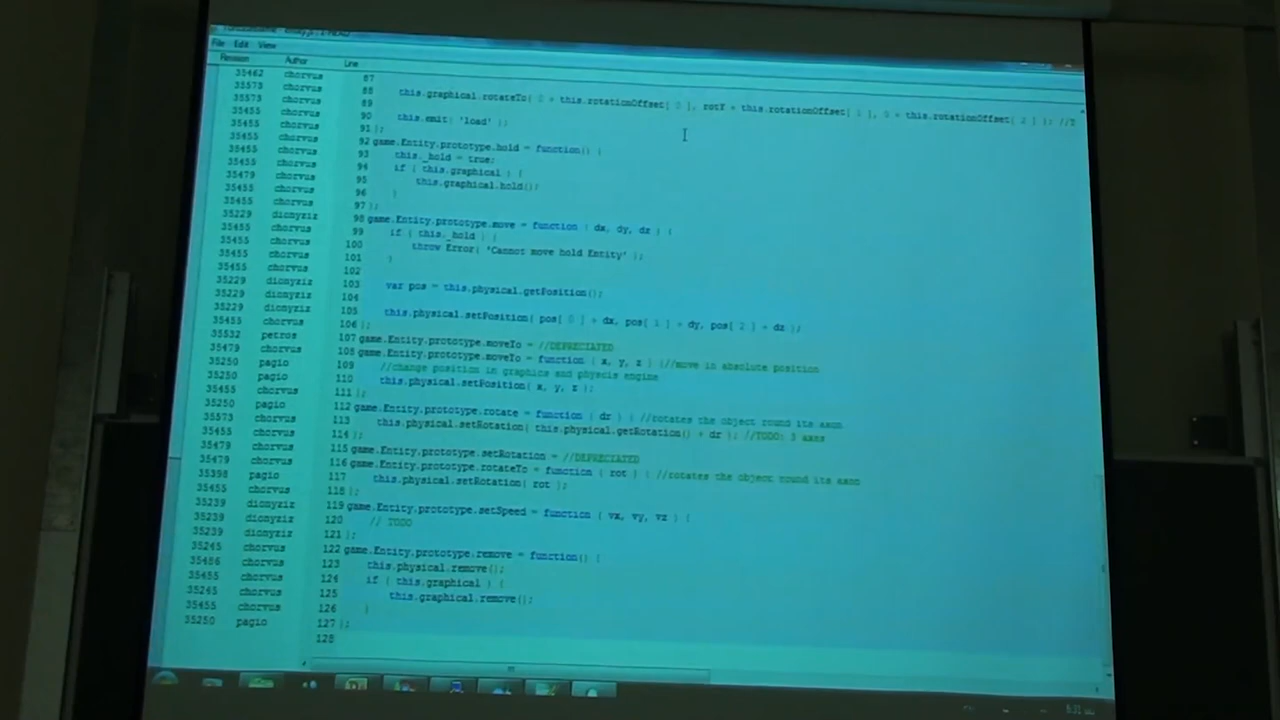 File Edit View
Revision Author Line
35462 chorvus 87
35573 chorvus 88 this.graphical.rotateTo( 0 + this.rotationOffset[ 0 ], rotY + this.rotationOffset[ 1 ], 0 + this.rotationOffset[ 2 ] ); //T
35573 chorvus 89
35455 chorvus 90 this.emit( 'load' );
35455 chorvus 91 };
35455 chorvus 92 game.Entity.prototype.hold = function() {
35455 chorvus 93 this._hold = true;
35455 chorvus 94 if ( this.graphical ) {
35479 chorvus 95 this.graphical.hold();
35455 chorvus 96 }
35455 chorvus 97 };
35229 dionyziz 98 game.Entity.prototype.move = function ( dx, dy, dz ) {
35455 chorvus 99 if ( this._hold ) {
35455 chorvus 100 throw Error( 'Cannot move hold Entity' );
35455 chorvus 101 }
35455 chorvus 102
35229 dionyziz 103 var pos = this.physical.getPosition();
35229 dionyziz 104
35229 dionyziz 105 this.physical.setPosition( pos[ 0 ] + dx, pos[ 1 ] + dy, pos[ 2 ] + dz );
35455 chorvus 106 };
35532 petros 107 game.Entity.prototype.moveTo = //DEPRECIATED
35479 chorvus 108 game.Entity.prototype.moveTo = function ( x, y, z ) {//move in absolute position
35250 pagio 109 //change position in graphics and physcis engine
35250 pagio 110 this.physical.setPosition( x, y, z );
35455 chorvus 111 };
35250 pagio 112 game.Entity.prototype.rotate = function ( dr ) { //rotates the object round its axon
35573 chorvus 113 this.physical.setRotation( this.physical.getRotation() + dr ); //TODO: 3 axes
35455 chorvus 114 };
35479 chorvus 115 game.Entity.prototype.setRotation = //DEPRECIATED
35479 chorvus 116 game.Entity.prototype.rotateTo = function ( rot ) { //rotates the object round its axon
35398 pagio 117 this.physical.setRotation( rot );
35455 chorvus 118 };
35239 dionyziz 119 game.Entity.prototype.setSpeed = function ( vx, vy, vz ) {
35239 dionyziz 120 // TODO
35239 dionyziz 121 };
35245 chorvus 122 game.Entity.prototype.remove = function() {
35486 chorvus 123 this.physical.remove();
35455 chorvus 124 if ( this.graphical ) {
35245 chorvus 125 this.graphical.remove();
35455 chorvus 126 }
35250 pagio 127 };
128